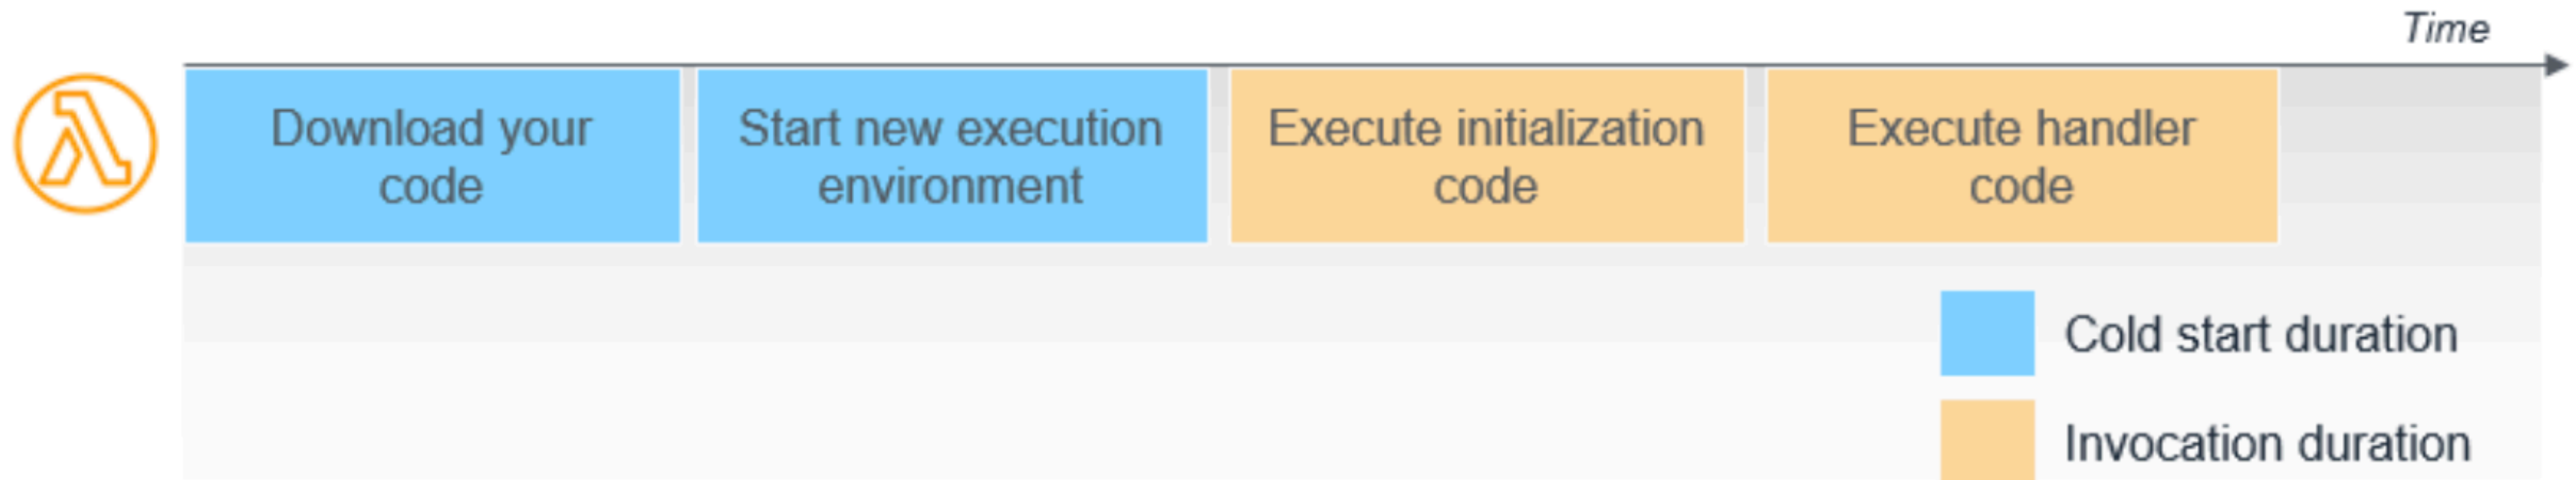 Time
Download your
code
Start new execution
environment
Execute initialization
code
Execute handler
code
Cold start duration
Invocation duration